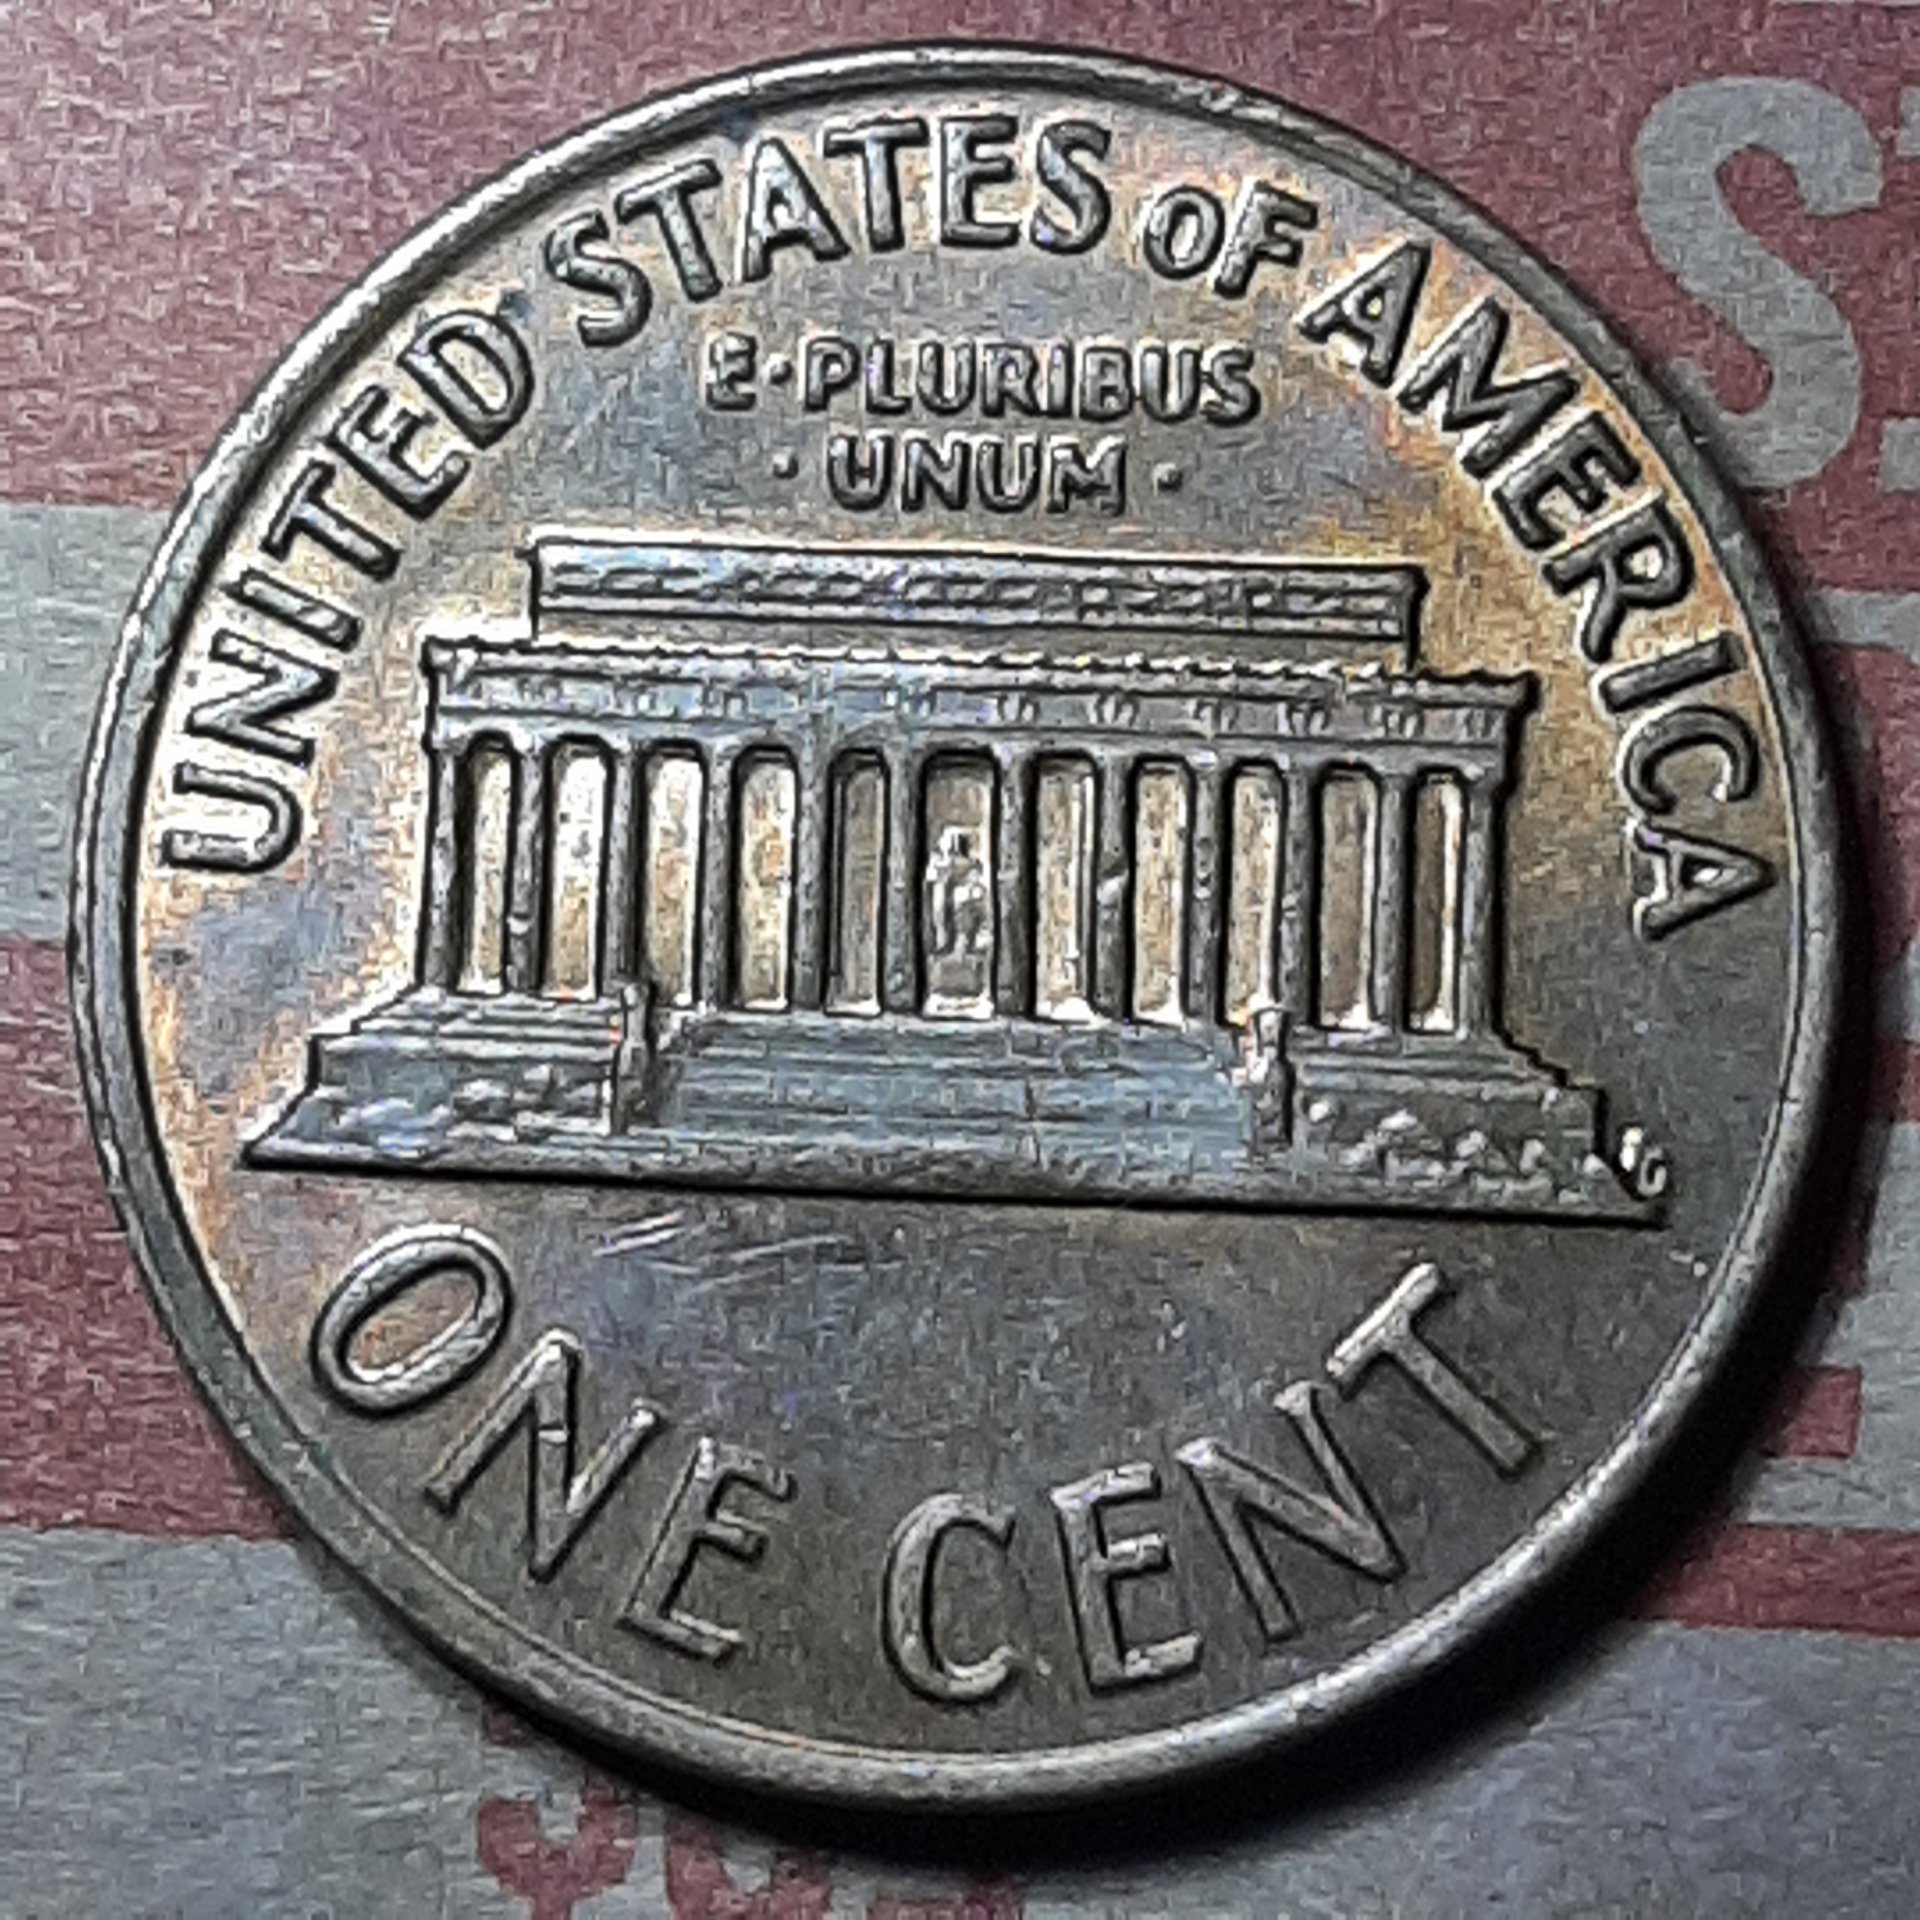 UNITED STATES OF AMERICA
E·PLURIBUS
· UNUM ·
ONE CENT